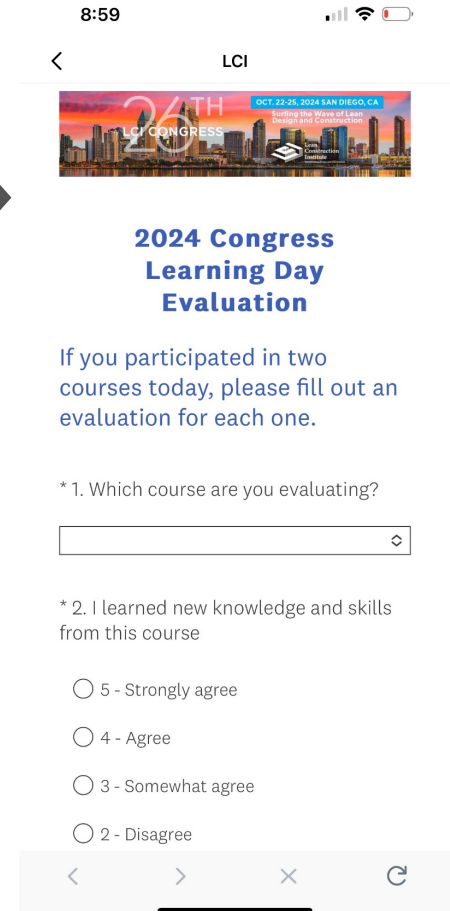 8:59
LCI
26TH
LCI CONGRESS
OCT. 22-25, 2024 SAN DIEGO, CA
Surfing the Wave of Lean
Design and Construction
Lean
Construction
Institute
2024 Congress
Learning Day
Evaluation
If you participated in two
courses today, please fill out an
evaluation for each one.
* 1. Which course are you evaluating?
* 2. I learned new knowledge and skills
from this course
5 - Strongly agree
4 - Agree
3 - Somewhat agree
2 - Disagree